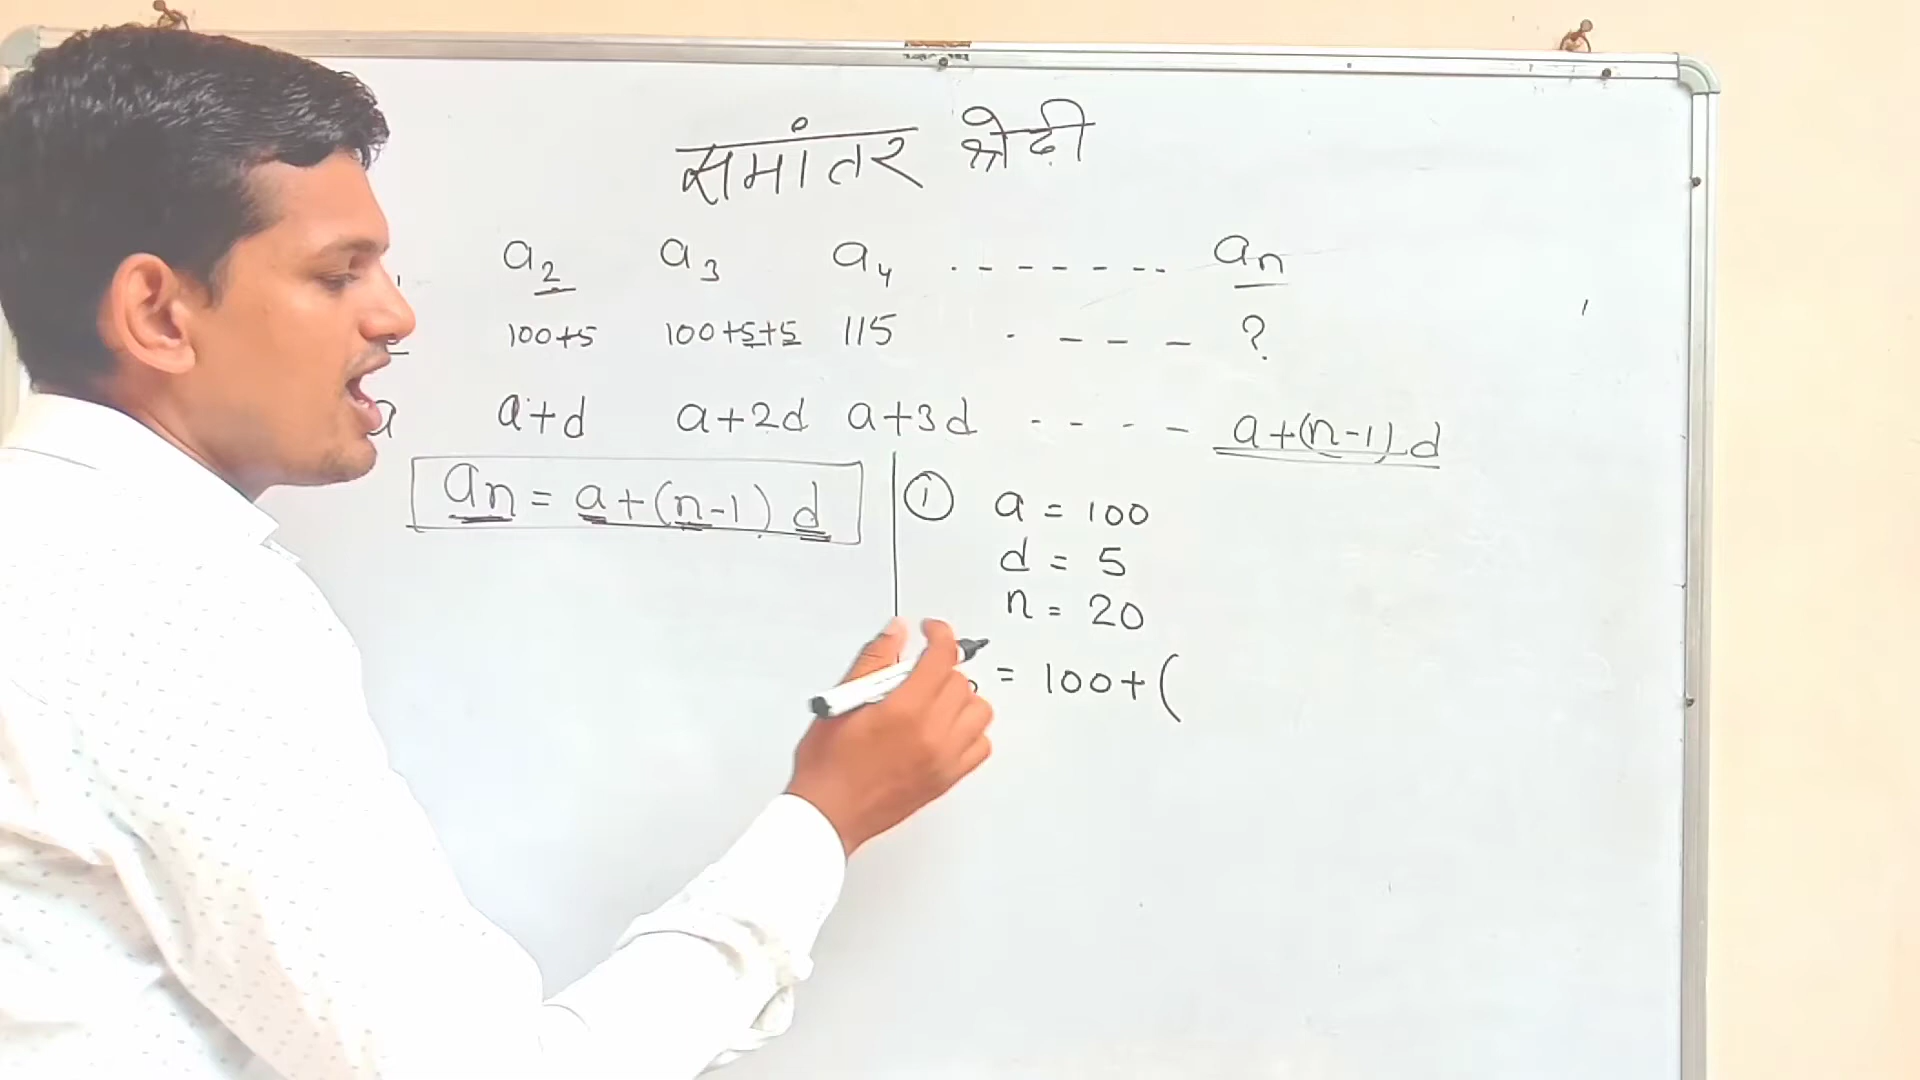 समांतर श्रेढ़ी
a2 a3 a4 . - - - - - - an
100+5 100+5+5 115 . - - - ?
a a+d a+2d a+3d - - - - a+(n-1)d
an = a+(n-1)d
① a = 100
d = 5
n = 20
= 100+(